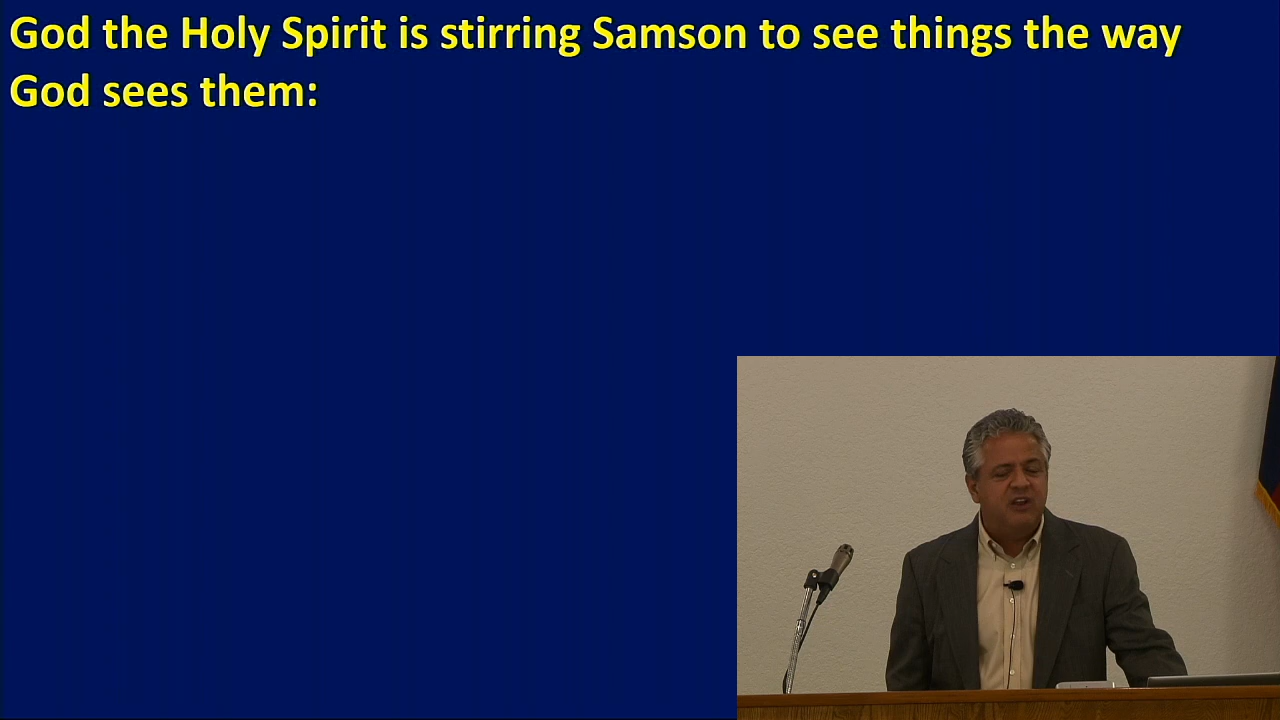 God the Holy Spirit is stirring Samson to see things the way
God sees them: